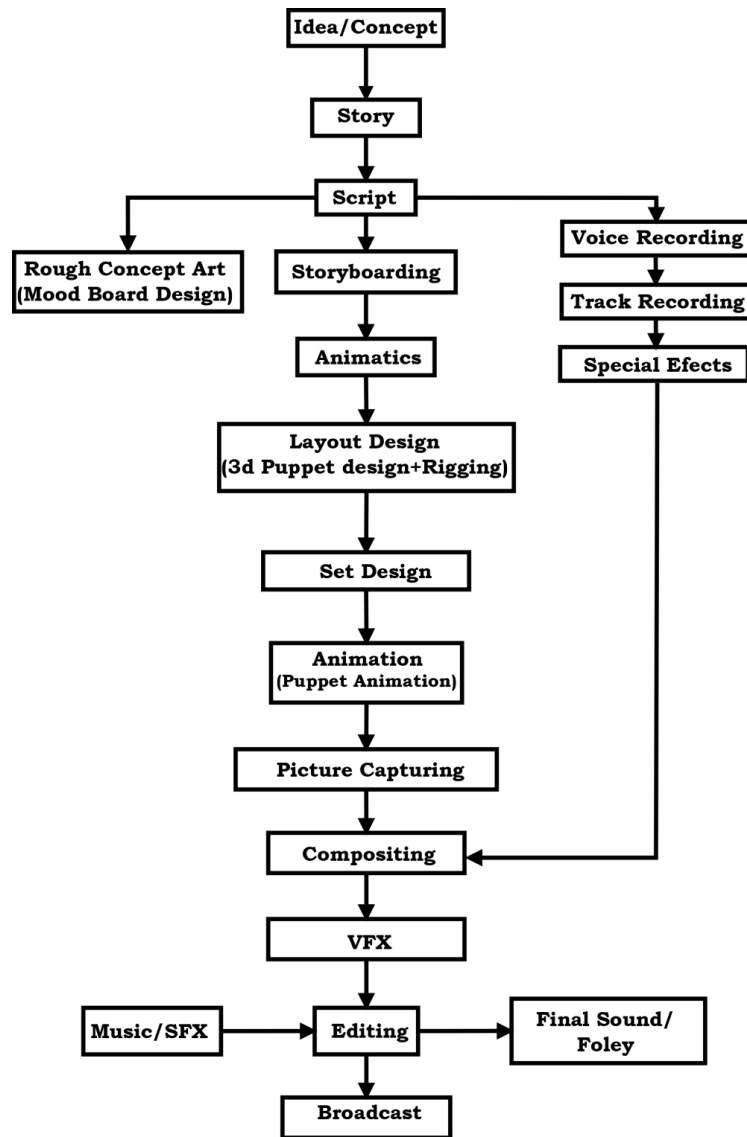 Idea/Concept
Story
Script
Voice Recording
Rough Concept Art
(Mood Board Design)
Storyboarding
Track Recording
Animatics
Special Efects
Layout Design
(3d Puppet design+Rigging)
Set Design
Animation
(Puppet Animation)
Picture Capturing
Compositing
VFX
Music/SFX
Editing
Final Sound/
Foley
Broadcast